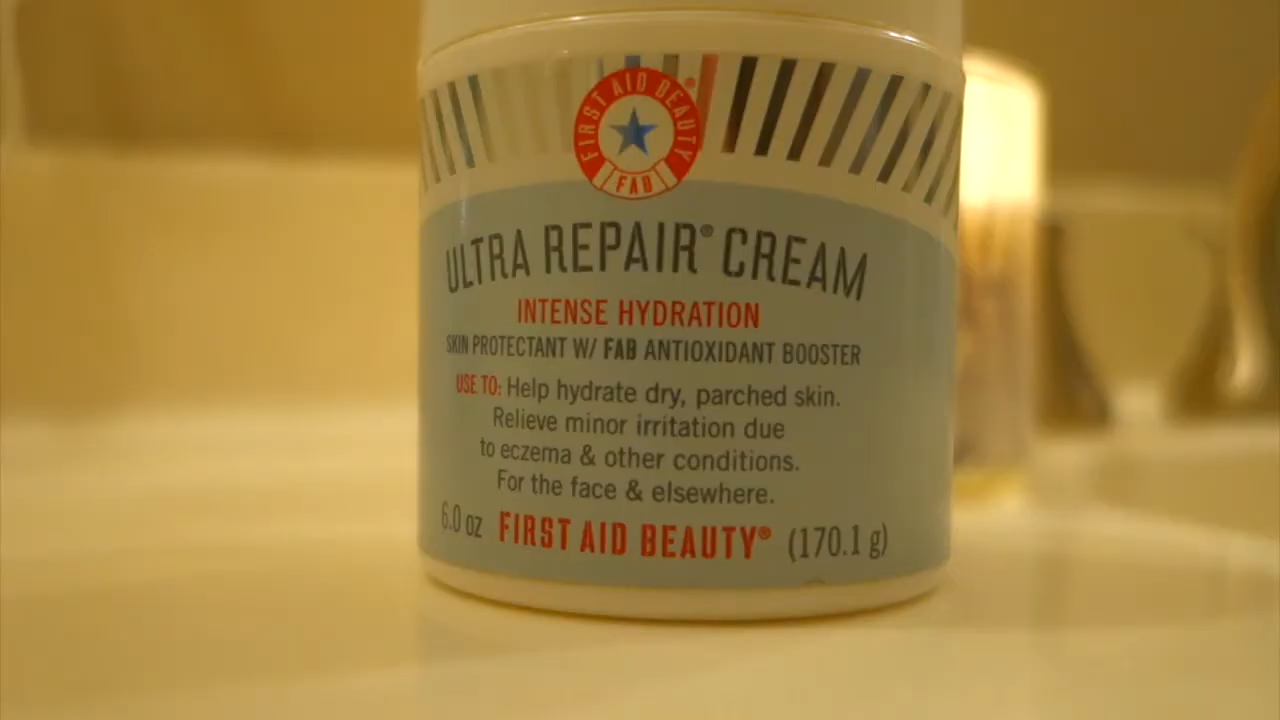 FIRST AID BEAUTY®
FAB
ULTRA REPAIR® CREAM
INTENSE HYDRATION
SKIN PROTECTANT W/ FAB ANTIOXIDANT BOOSTER
USE TO: Help hydrate dry, parched skin.
Relieve minor irritation due
to eczema & other conditions.
For the face & elsewhere.
6.0 oz FIRST AID BEAUTY® (170.1 g)